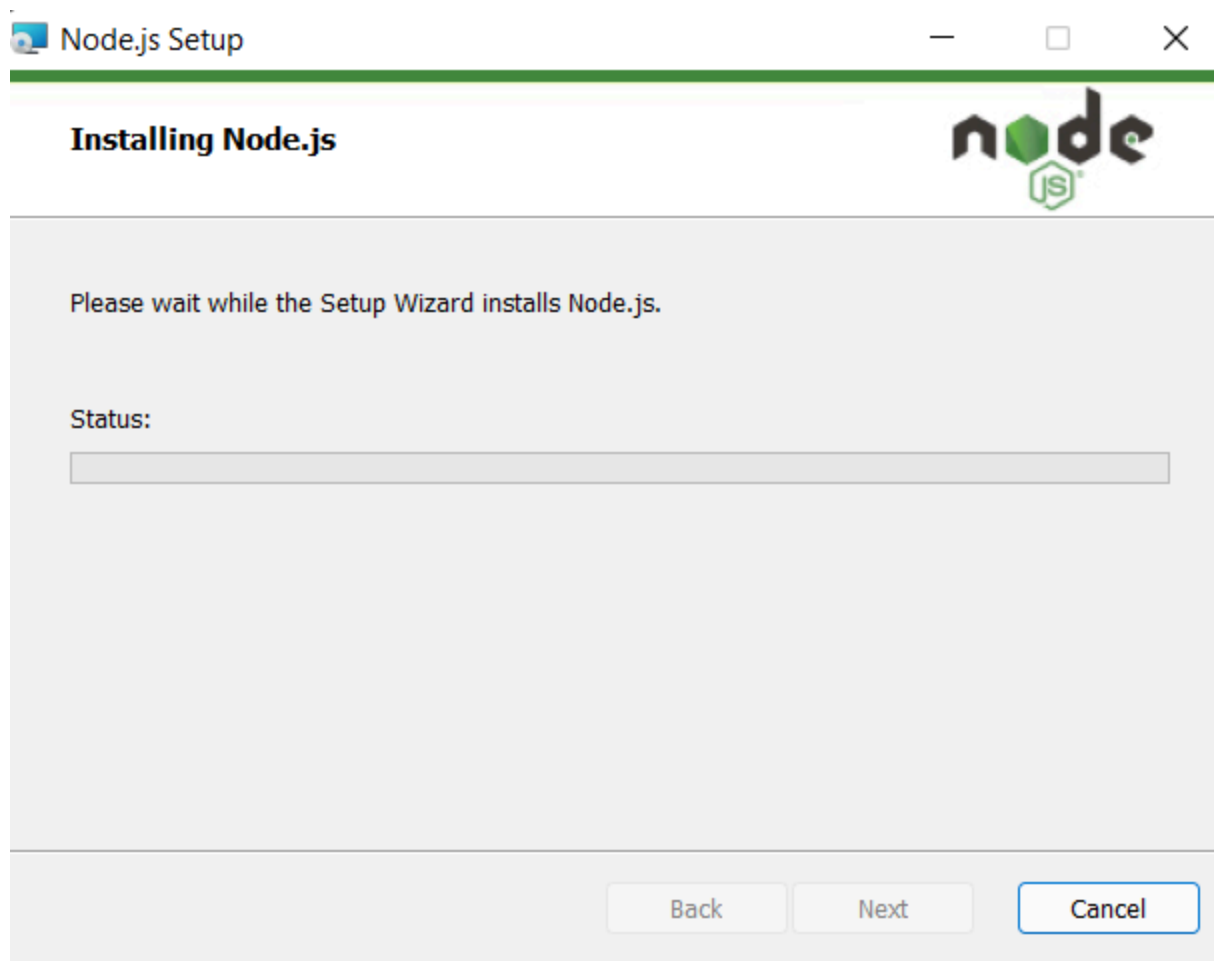 Node.js Setup
Installing Node.js
node
JS
Please wait while the Setup Wizard installs Node.js.
Status:
Back
Next
Cancel